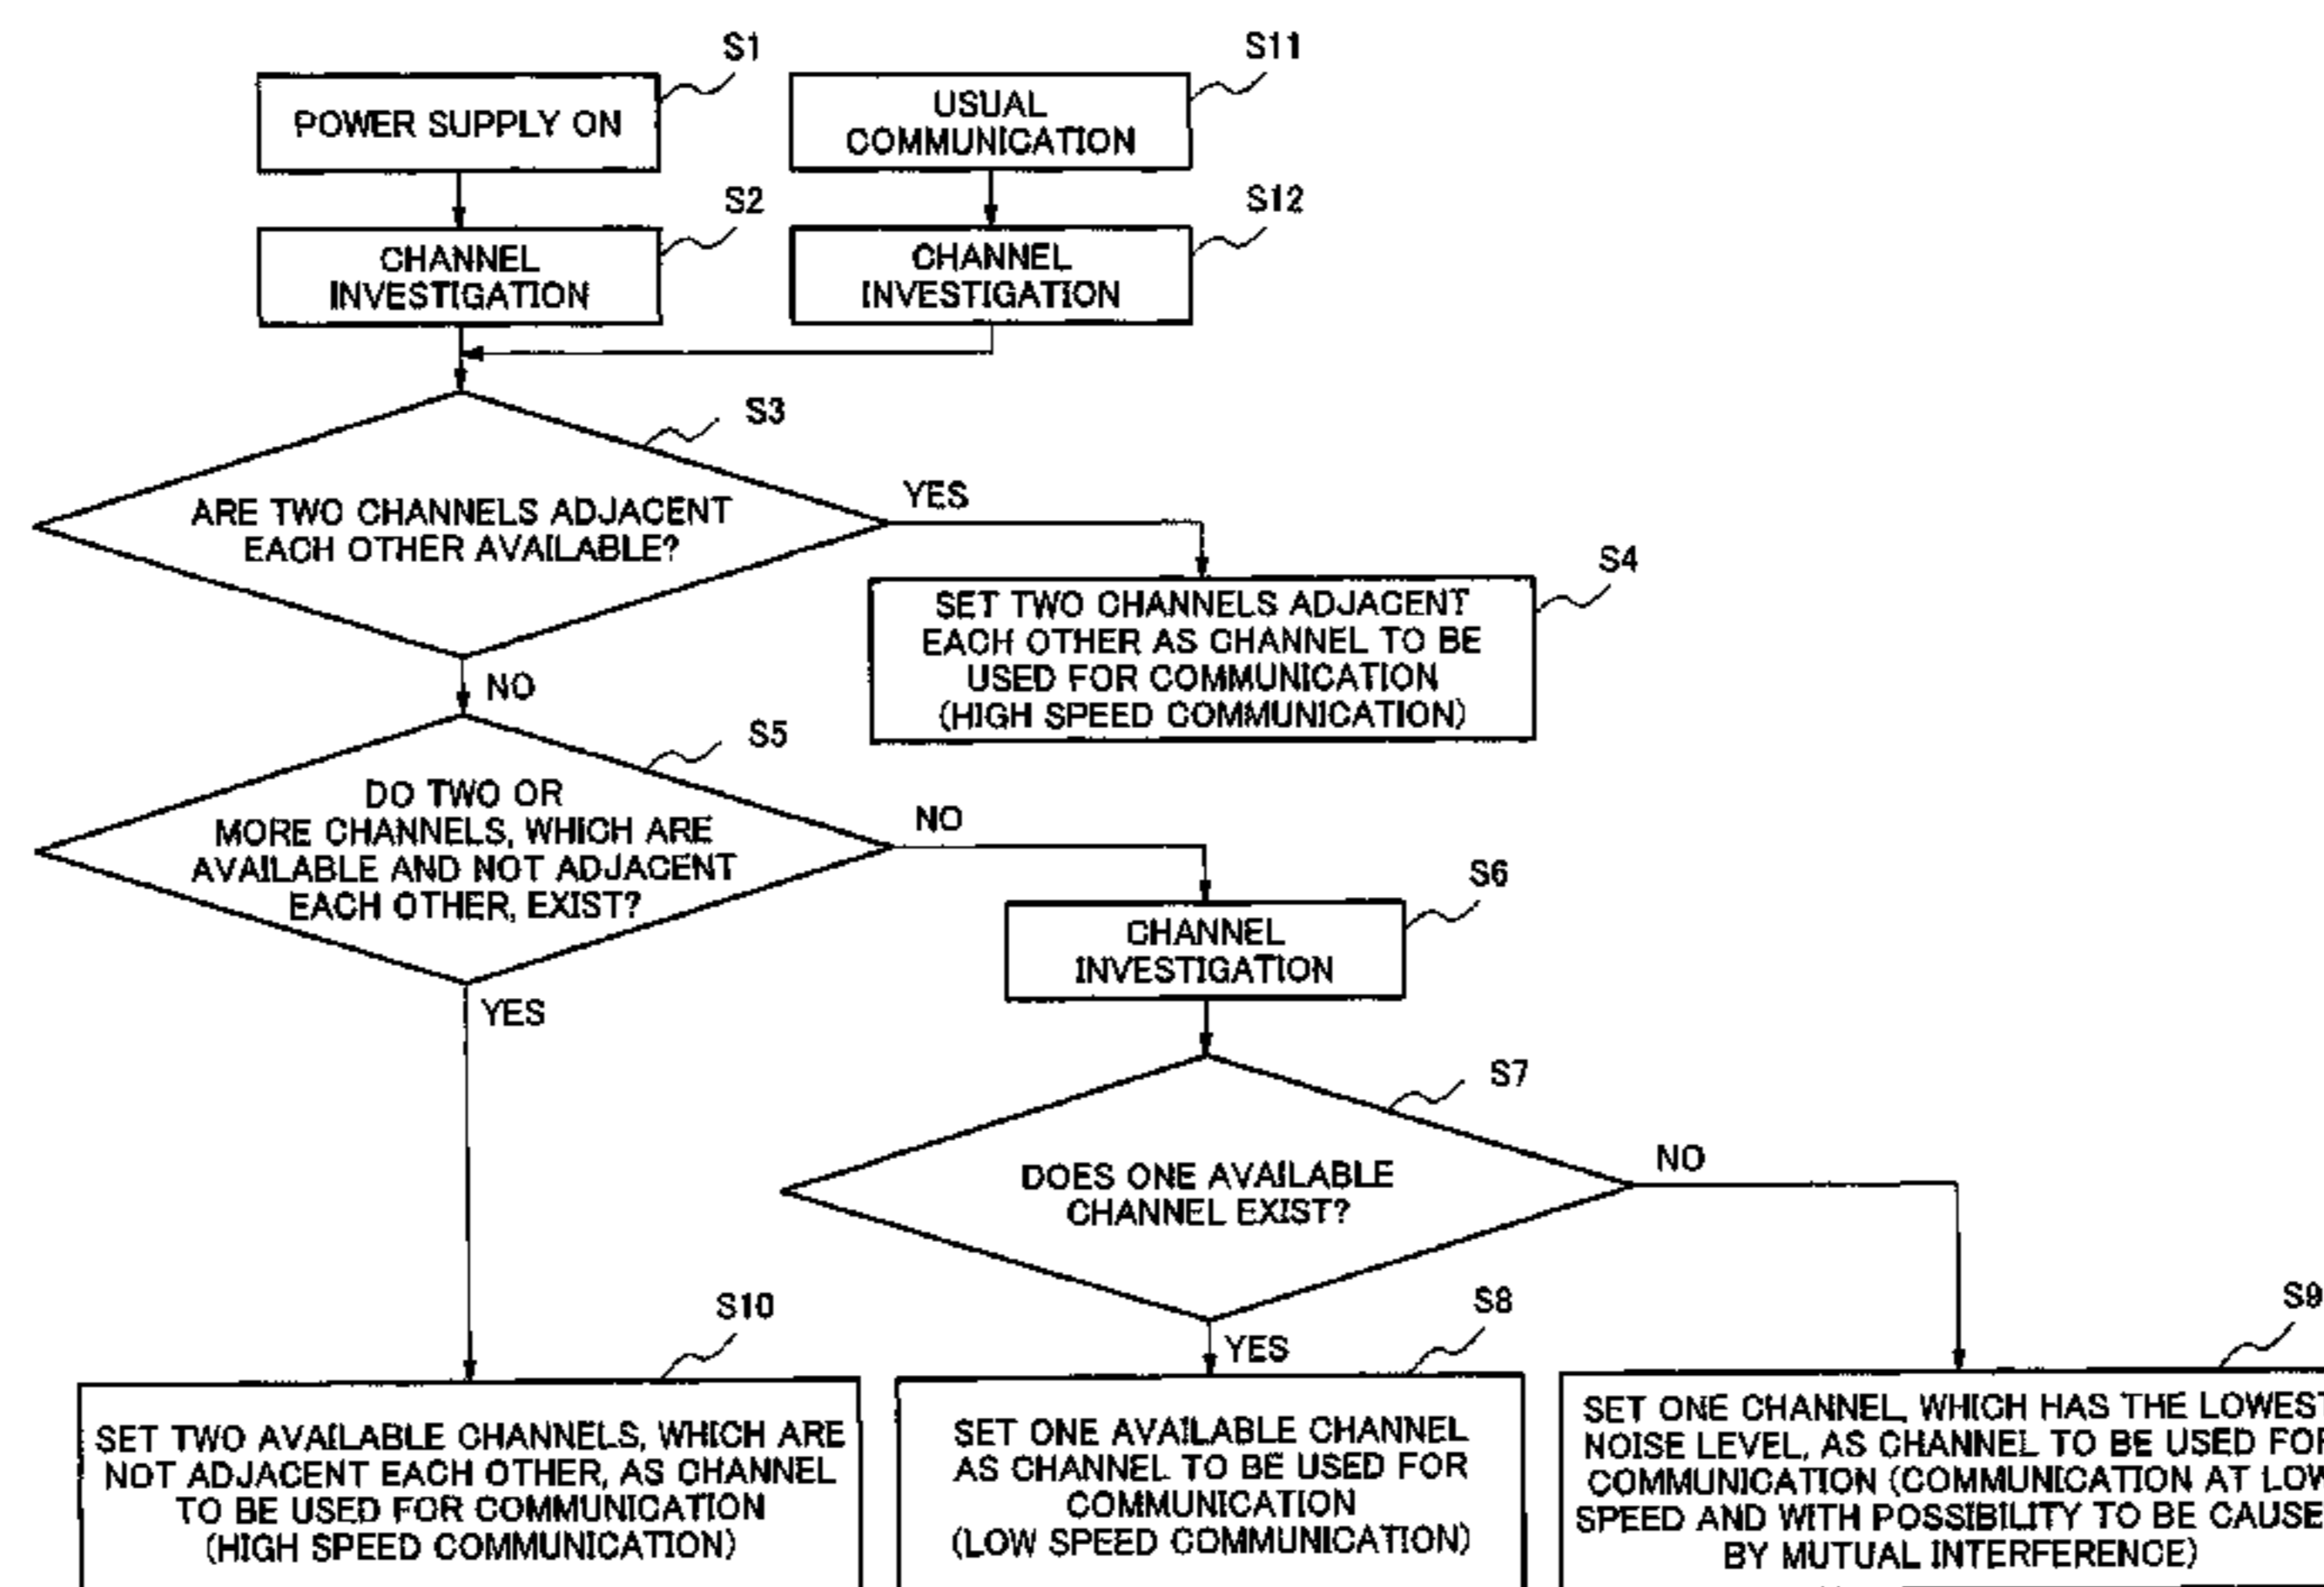 S1
POWER SUPPLY ON
S11
USUAL
COMMUNICATION
S2
CHANNEL
INVESTIGATION
S12
CHANNEL
INVESTIGATION
S3
ARE TWO CHANNELS ADJACENT
EACH OTHER AVAILABLE?
YES
S4
SET TWO CHANNELS ADJACENT
EACH OTHER AS CHANNEL TO BE
USED FOR COMMUNICATION
(HIGH SPEED COMMUNICATION)
NO
S5
DO TWO OR
MORE CHANNELS, WHICH ARE
AVAILABLE AND NOT ADJACENT
EACH OTHER, EXIST?
NO
S6
CHANNEL
INVESTIGATION
YES
S7
DOES ONE AVAILABLE
CHANNEL EXIST?
NO
YES
S10
SET TWO AVAILABLE CHANNELS, WHICH ARE
NOT ADJACENT EACH OTHER, AS CHANNEL
TO BE USED FOR COMMUNICATION
(HIGH SPEED COMMUNICATION)
S8
SET ONE AVAILABLE CHANNEL
AS CHANNEL TO BE USED FOR
COMMUNICATION
(LOW SPEED COMMUNICATION)
S9
SET ONE CHANNEL, WHICH HAS THE LOWEST
NOISE LEVEL, AS CHANNEL TO BE USED FOR
COMMUNICATION (COMMUNICATION AT LOW
SPEED AND WITH POSSIBILITY TO BE CAUSE
BY MUTUAL INTERFERENCE)